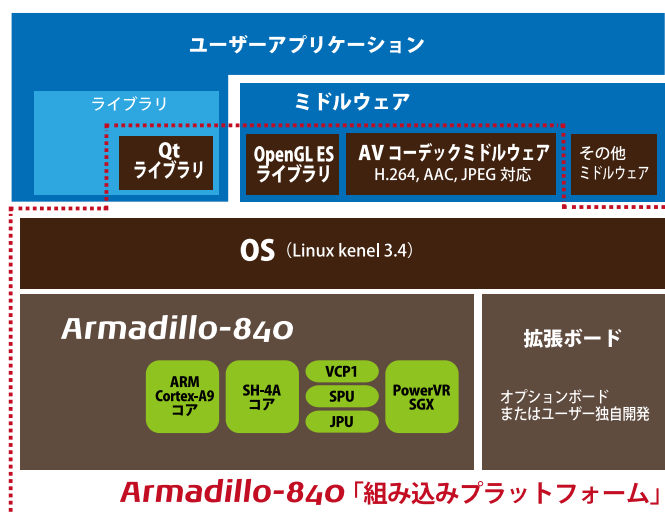 ユーザーアプリケーション
ライブラリ
Qt
ライブラリ
ミドルウェア
OpenGL ES
ライブラリ
AV コーデックミドルウェア
H.264, AAC, JPEG 対応
その他
ミドルウェア
OS（Linux kenel 3.4）
Armadillo-840
ARM
Cortex-A9
コア
SH-4A
コア
VCP1
SPU
JPU
PowerVR
SGX
拡張ボード
オプションボード
またはユーザー独自開発
Armadillo-840「組み込みプラットフォーム」